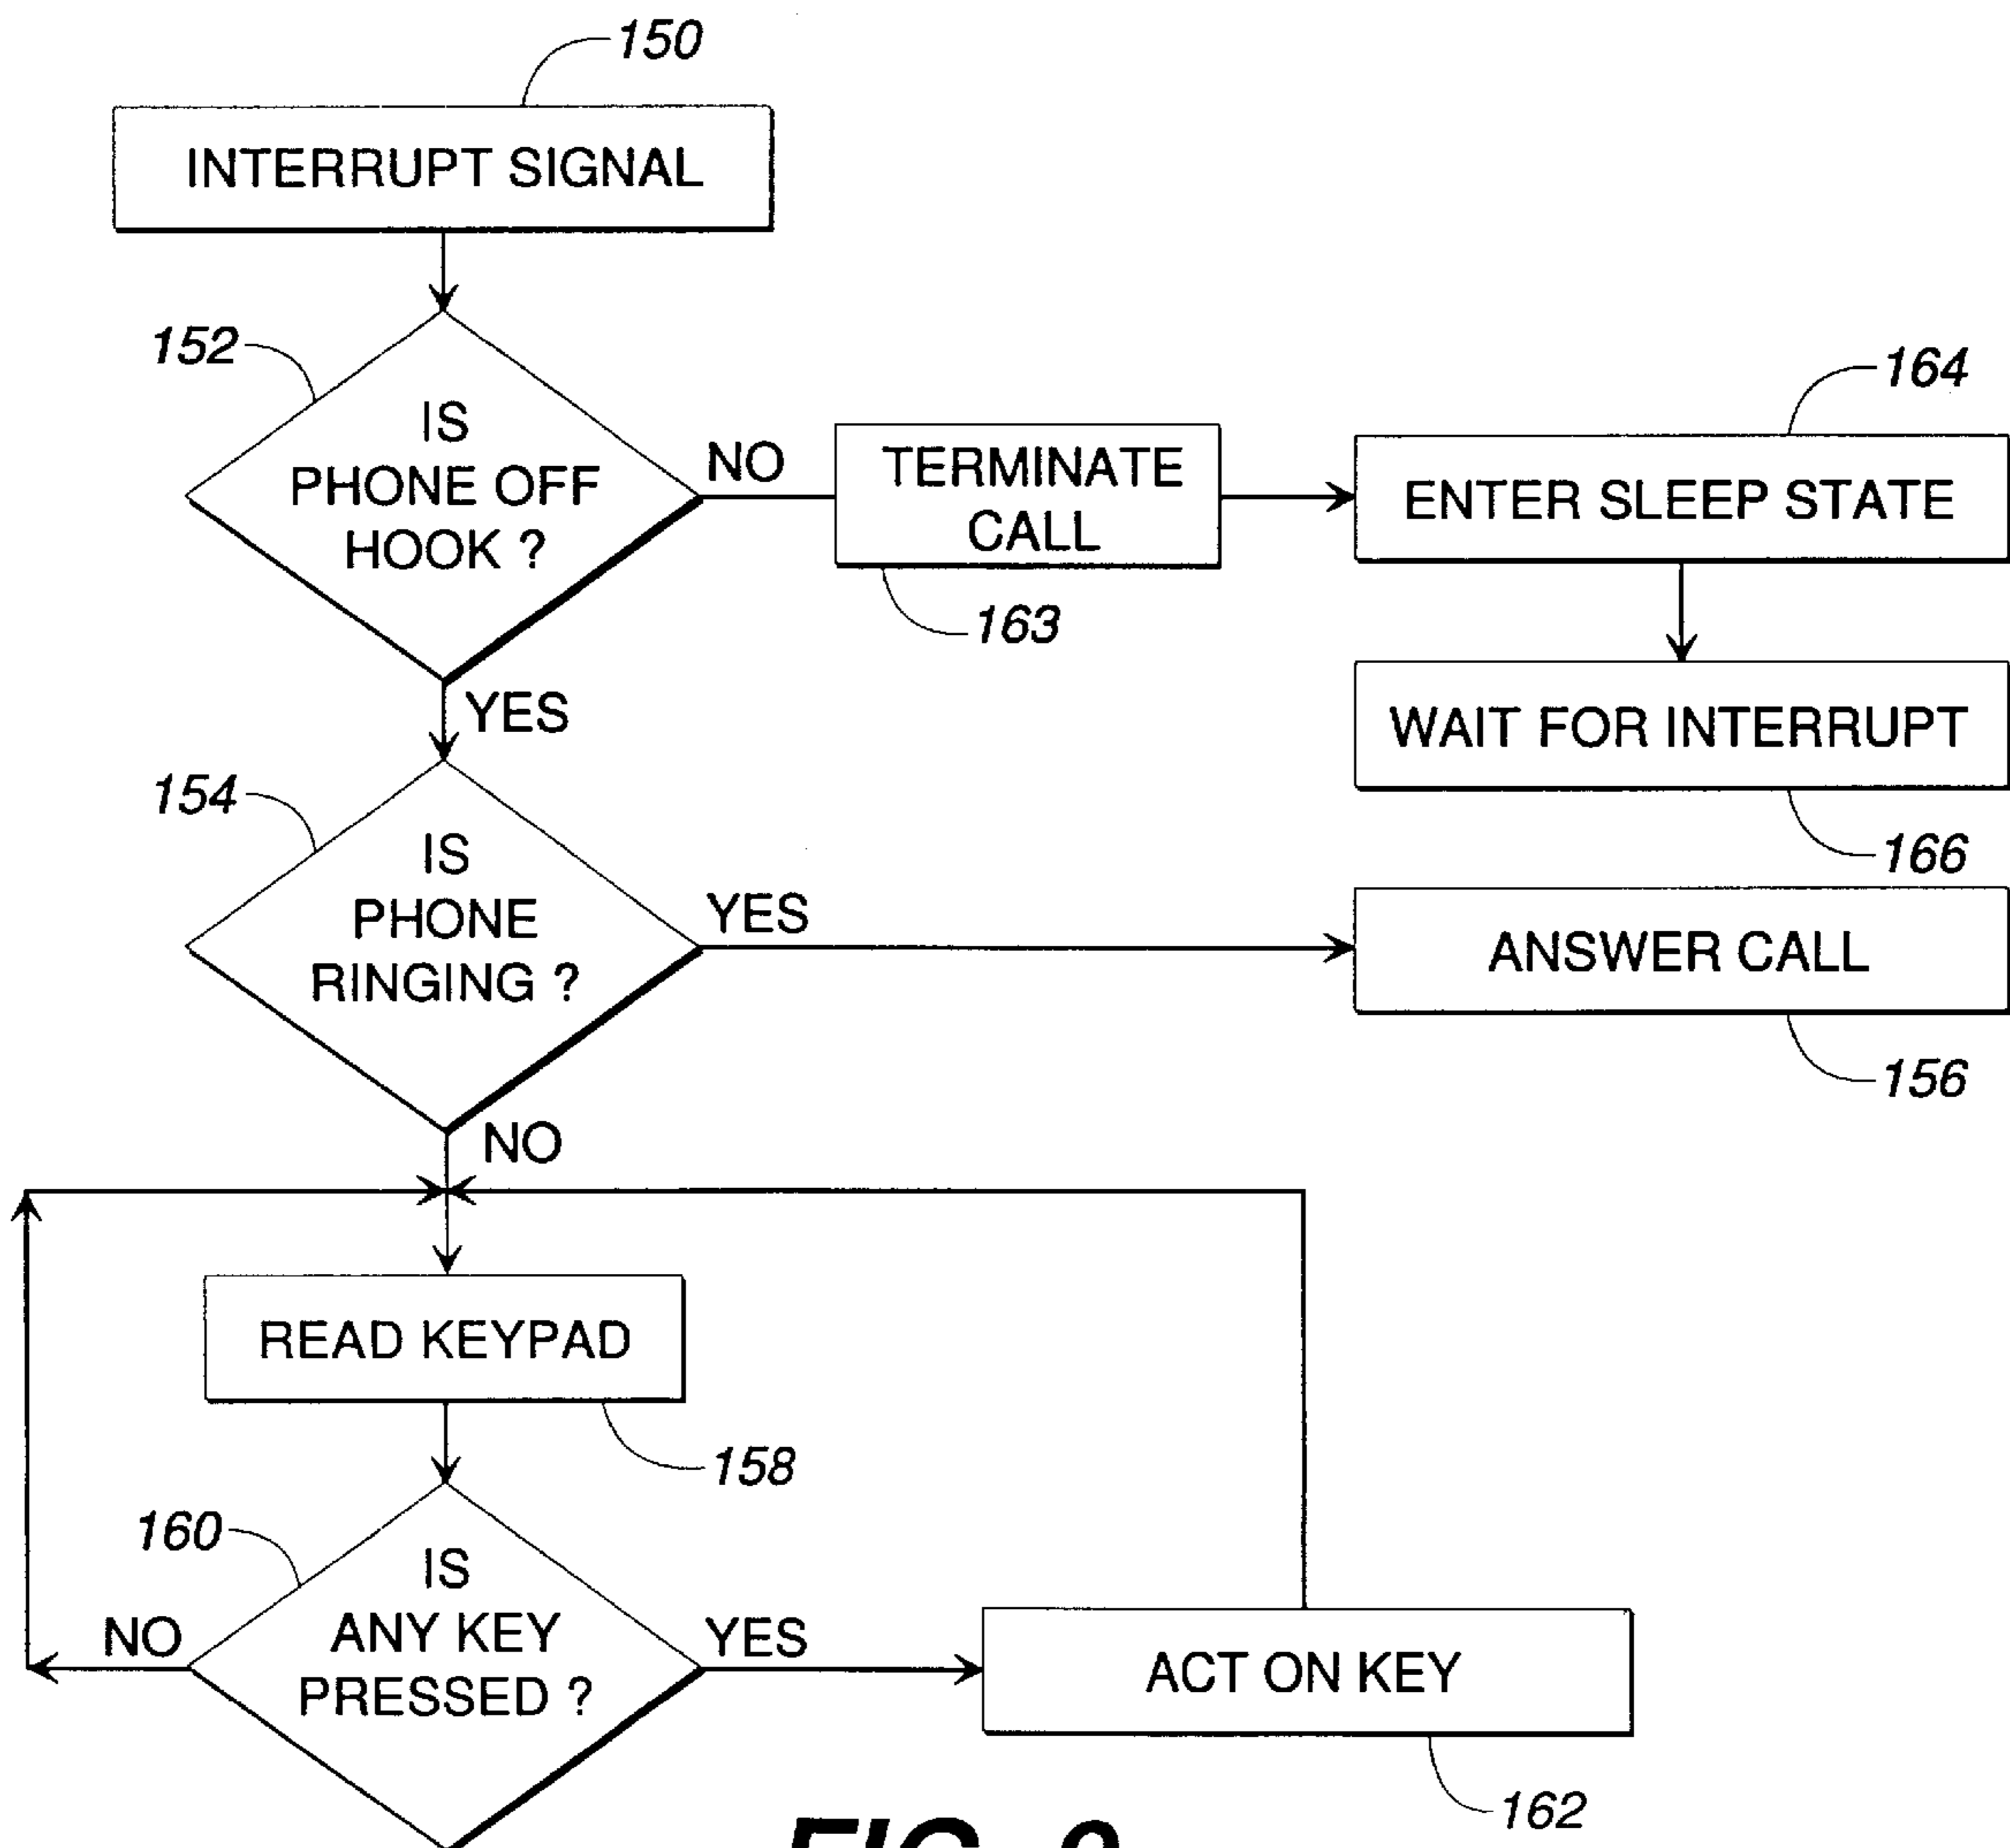 150
INTERRUPT SIGNAL
152
IS
PHONE OFF
HOOK ?
NO
TERMINATE
CALL
163
164
ENTER SLEEP STATE
YES
WAIT FOR INTERRUPT
166
154
IS
PHONE
RINGING ?
YES
ANSWER CALL
156
NO
READ KEYPAD
158
160
IS
ANY KEY
PRESSED ?
NO
YES
ACT ON KEY
162
FIG.